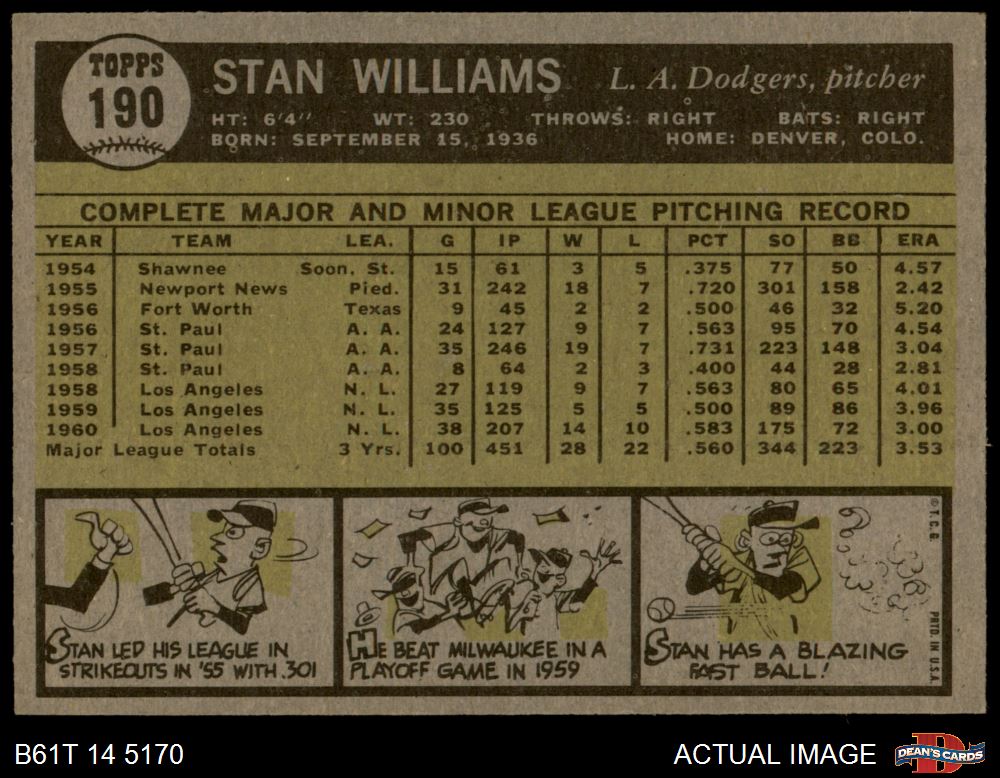 TOPPS
190
STAN WILLIAMS L. A. Dodgers, pitcher
HT: 6'4" WT: 230 THROWS: RIGHT BATS: RIGHT
BORN: SEPTEMBER 15, 1936 HOME: DENVER, COLO.
COMPLETE MAJOR AND MINOR LEAGUE PITCHING RECORD
YEAR TEAM LEA. G IP W L PCT SO BB ERA
1954 Shawnee Soon. St. 15 61 3 5 .375 77 50 4.57
1955 Newport News Pied. 31 242 18 7 .720 301 158 2.42
1956 Fort Worth Texas 9 45 2 2 .500 46 32 5.20
1956 St. Paul A. A. 24 127 9 7 .563 95 70 4.54
1957 St. Paul A. A. 35 246 19 7 .731 223 148 3.04
1958 St. Paul A. A. 8 64 2 3 .400 44 28 2.81
1958 Los Angeles N. L. 27 119 9 7 .563 80 65 4.01
1959 Los Angeles N. L. 35 125 5 5 .500 89 86 3.96
1960 Los Angeles N. L. 38 207 14 10 .583 175 72 3.00
Major League Totals 3 Yrs. 100 451 28 22 .560 344 223 3.53
STAN LED HIS LEAGUE IN
STRIKEOUTS IN '55 WITH 301
HE BEAT MILWAUKEE IN A
PLAYOFF GAME IN 1959
STAN HAS A BLAZING
FAST BALL!
© T. C. G.
PRTD. IN U.S.A.
B61T 14 5170
ACTUAL IMAGE
DEAN'S CARDS